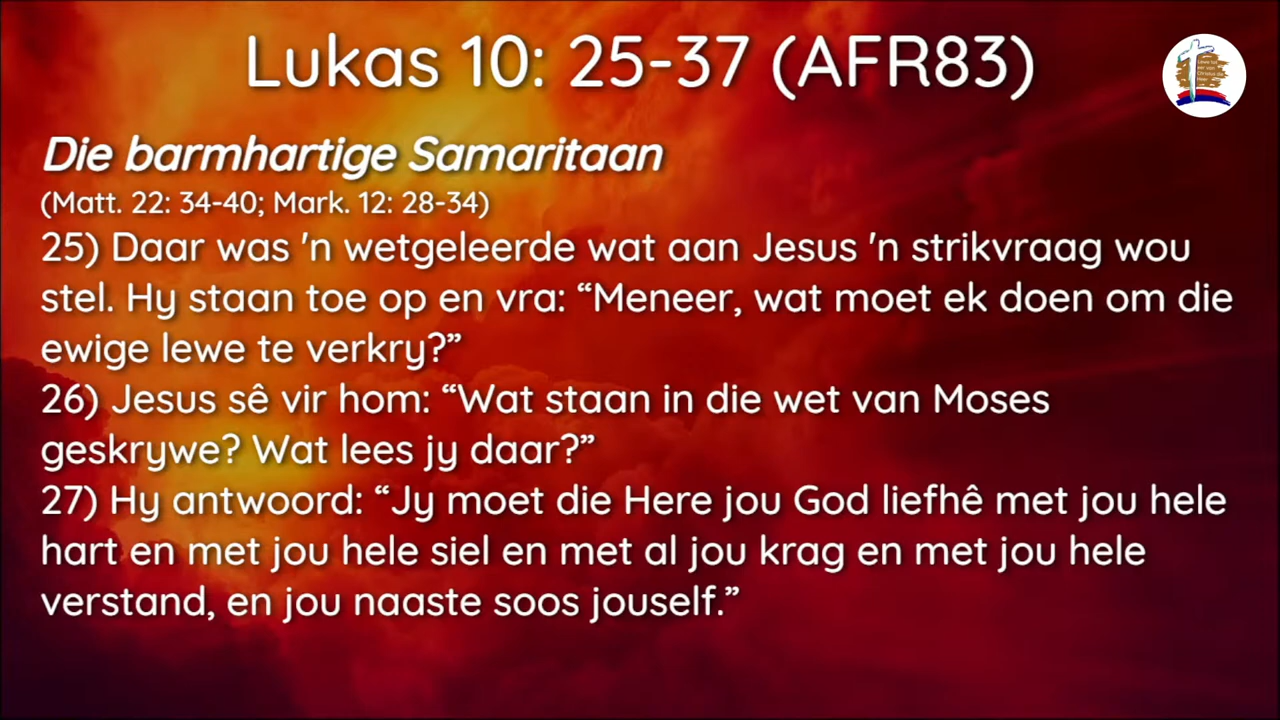 Lukas 10: 25-37 (AFR83)
Die barmhartige Samaritaan
(Matt. 22: 34-40; Mark. 12: 28-34)
25) Daar was 'n wetgeleerde wat aan Jesus 'n strikvraag wou
stel. Hy staan toe op en vra: “Meneer, wat moet ek doen om die
ewige lewe te verkry?”
26) Jesus sê vir hom: “Wat staan in die wet van Moses
geskrywe? Wat lees jy daar?”
27) Hy antwoord: “Jy moet die Here jou God liefhê met jou hele
hart en met jou hele siel en met al jou krag en met jou hele
verstand, en jou naaste soos jouself.”